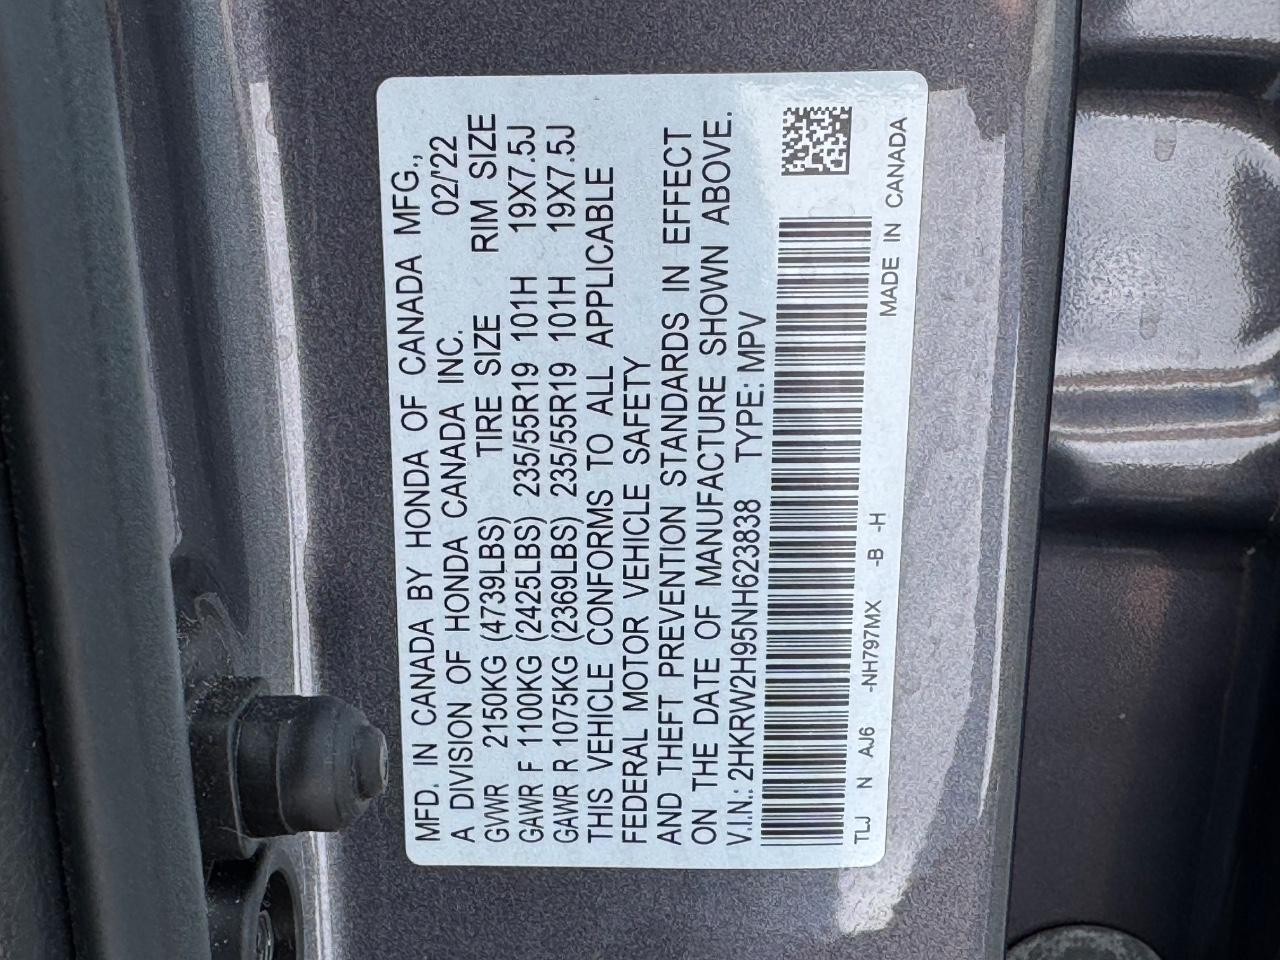 MFD. IN CANADA BY HONDA OF CANADA MFG.,
A DIVISION OF HONDA CANADA INC. 02/'22
GVWR 2150KG (4739LBS) TIRE SIZE RIM SIZE
GAWR F 1100KG (2425LBS) 235/55R19 101H 19X7.5J
GAWR R 1075KG (2369LBS) 235/55R19 101H 19X7.5J
THIS VEHICLE CONFORMS TO ALL APPLICABLE
FEDERAL MOTOR VEHICLE SAFETY
AND THEFT PREVENTION STANDARDS IN EFFECT
ON THE DATE OF MANUFACTURE SHOWN ABOVE.
V.I.N.: 2HKRW2H95NH623838 TYPE: MPV
TLJ N AJ6 -NH797MX -B -H MADE IN CANADA